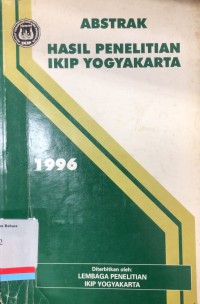 ABSTRAK
HASIL PENELITIAN
IKIP YOGYAKARTA
1996
Diterbitkan oleh:
LEMBAGA PENELITIAN
IKIP YOGYAKARTA